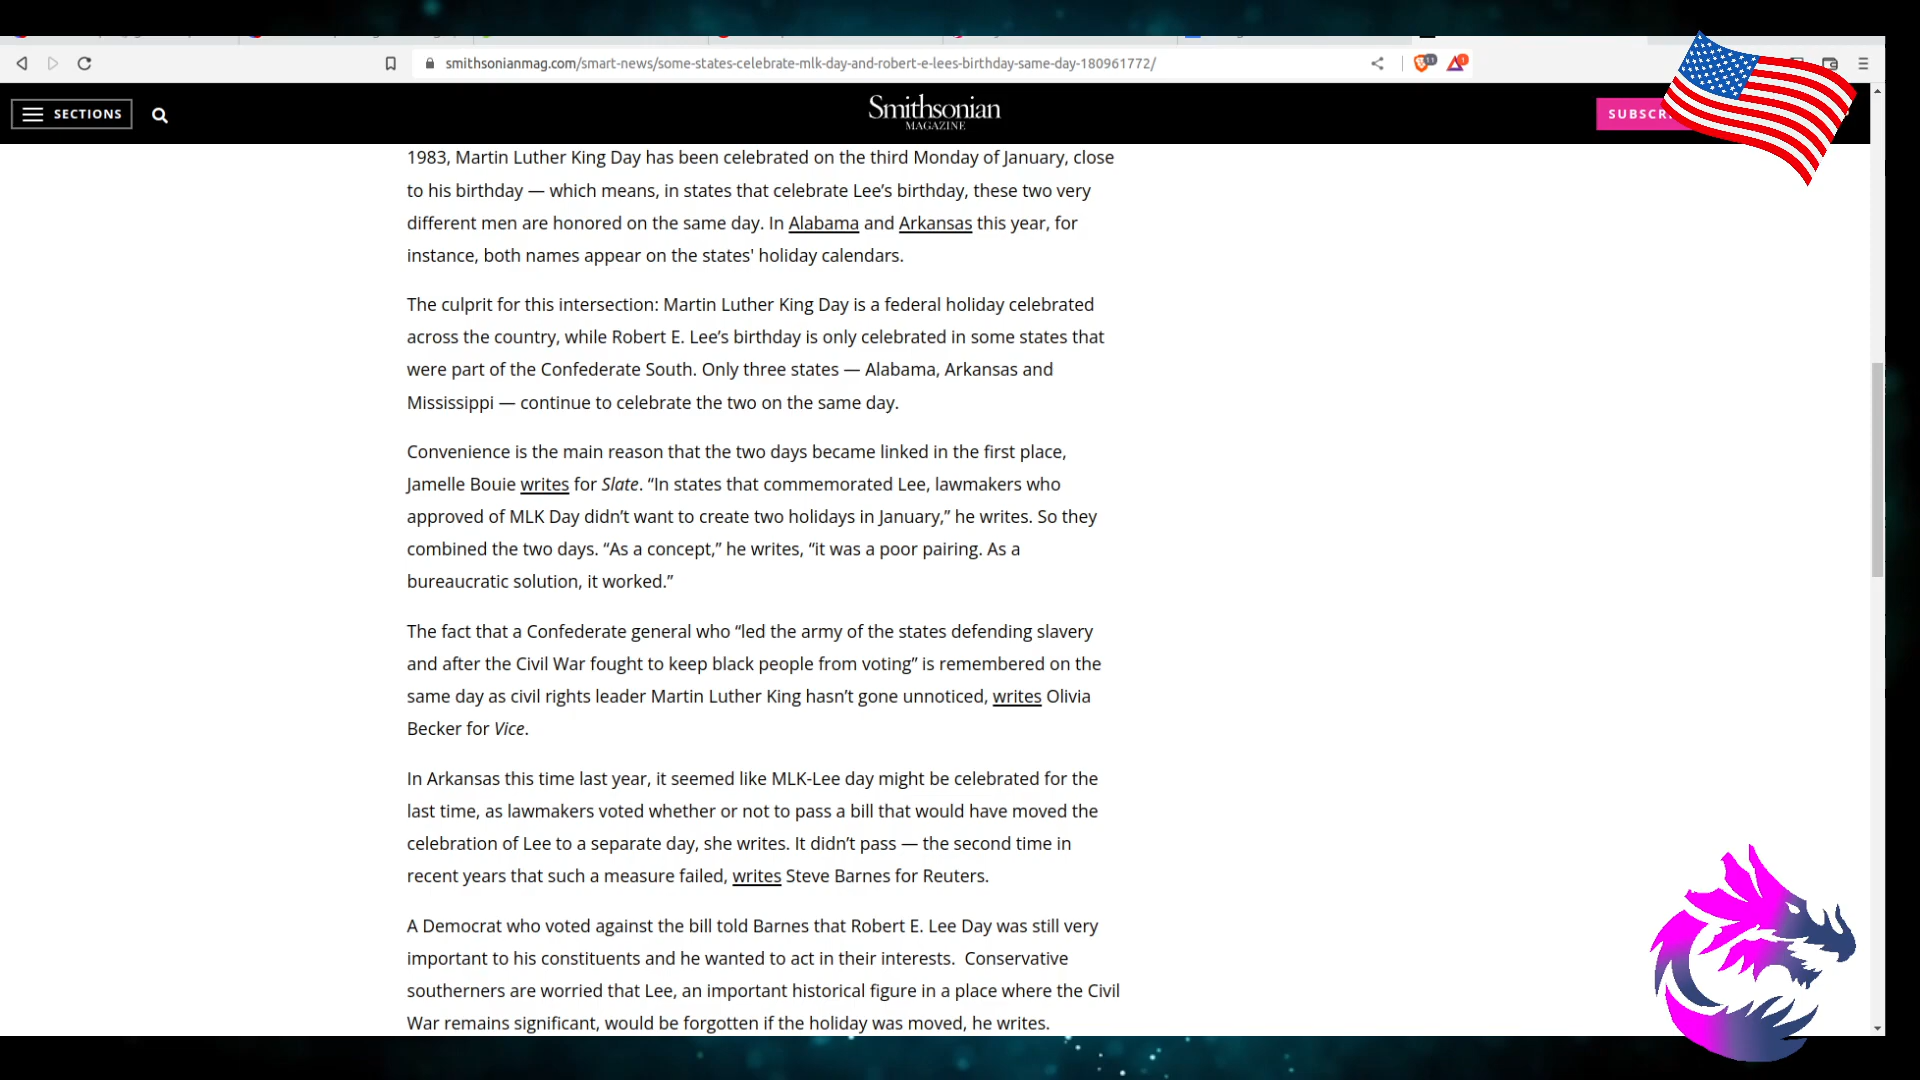 smithsonianmag.com/smart-news/some-states-celebrate-mlk-day-and-robert-e-lees-birthday-same-day-180961772/
11
1
SECTIONS
Smithsonian
MAGAZINE
1983, Martin Luther King Day has been celebrated on the third Monday of January, close
to his birthday — which means, in states that celebrate Lee’s birthday, these two very
different men are honored on the same day. In Alabama and Arkansas this year, for
instance, both names appear on the states' holiday calendars.
The culprit for this intersection: Martin Luther King Day is a federal holiday celebrated
across the country, while Robert E. Lee’s birthday is only celebrated in some states that
were part of the Confederate South. Only three states — Alabama, Arkansas and
Mississippi — continue to celebrate the two on the same day.
Convenience is the main reason that the two days became linked in the first place,
Jamelle Bouie writes for Slate. “In states that commemorated Lee, lawmakers who
approved of MLK Day didn’t want to create two holidays in January,” he writes. So they
combined the two days. “As a concept,” he writes, “it was a poor pairing. As a
bureaucratic solution, it worked.”
The fact that a Confederate general who “led the army of the states defending slavery
and after the Civil War fought to keep black people from voting” is remembered on the
same day as civil rights leader Martin Luther King hasn’t gone unnoticed, writes Olivia
Becker for Vice.
In Arkansas this time last year, it seemed like MLK-Lee day might be celebrated for the
last time, as lawmakers voted whether or not to pass a bill that would have moved the
celebration of Lee to a separate day, she writes. It didn’t pass — the second time in
recent years that such a measure failed, writes Steve Barnes for Reuters.
A Democrat who voted against the bill told Barnes that Robert E. Lee Day was still very
important to his constituents and he wanted to act in their interests.  Conservative
southerners are worried that Lee, an important historical figure in a place where the Civil
War remains significant, would be forgotten if the holiday was moved, he writes.